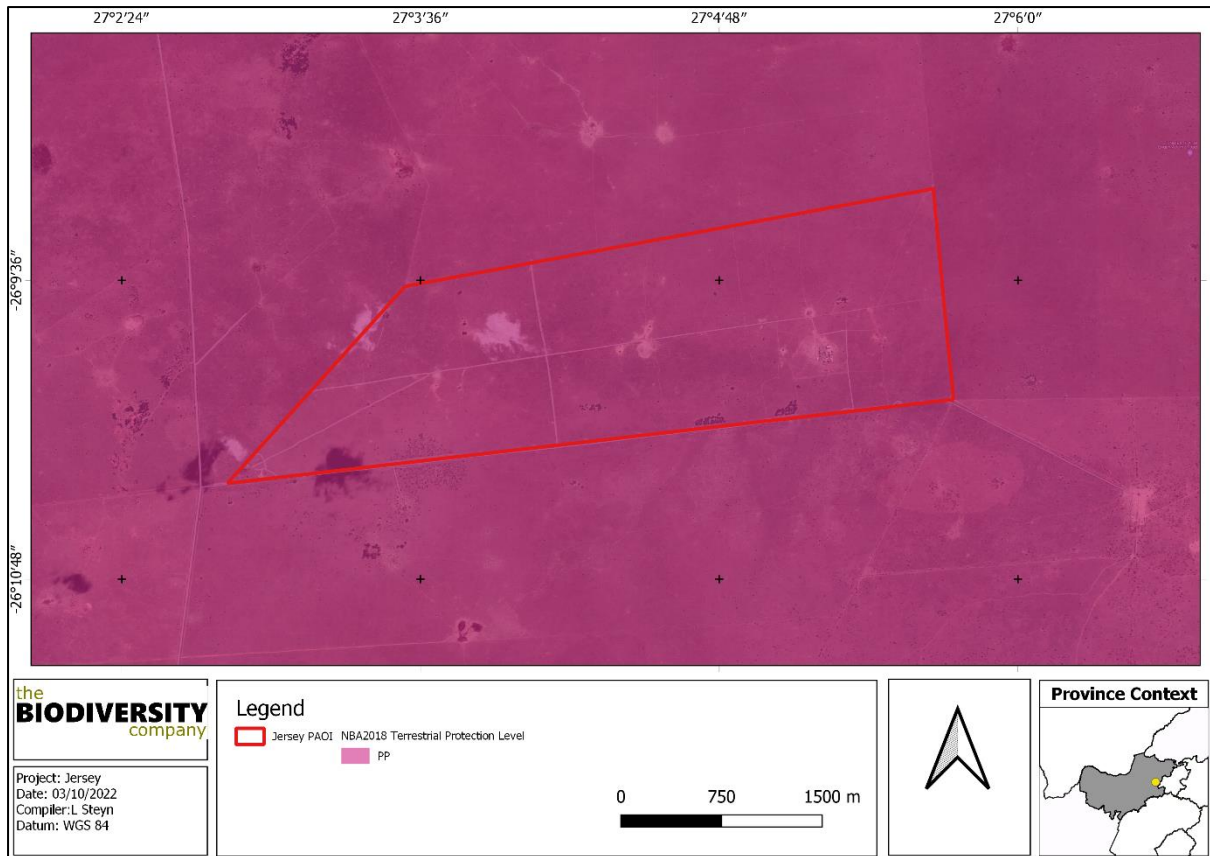 27°2′24″ 27°3′36″ 27°4′48″ 27°6′0″
-26°9′36″
-26°10′48″
the
BIODIVERSITY
company
Project: Jersey
Date: 03/10/2022
Compiler:L Steyn
Datum: WGS 84
Legend
Jersey PAOI NBA2018 Terrestrial Protection Level
PP
0 750 1500 m
Province Context